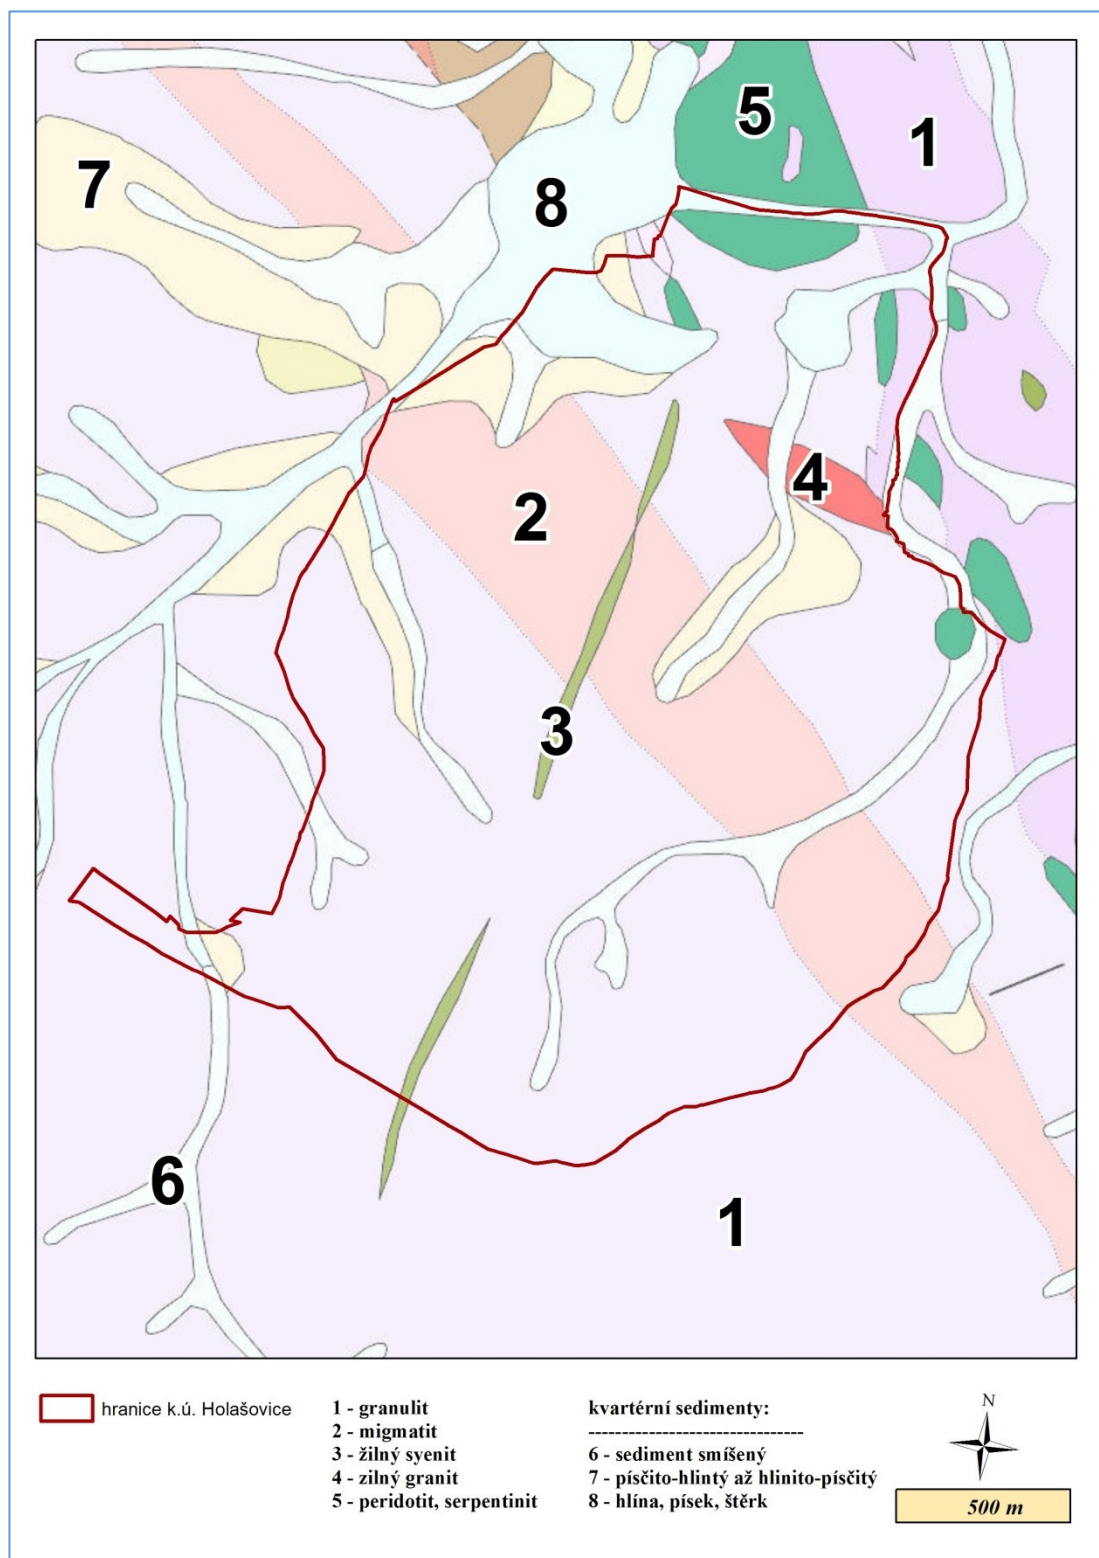 5
1
7
8
2
4
3
6
1
hranice k.ú. Holašovice
1 - granulit
2 - migmatit
3 - žilný syenit
4 - zilný granit
5 - peridotit, serpentinit
kvartérní sedimenty:
--------------------------------
6 - sediment smíšený
7 - písčito-hlintý až hlinito-písčitý
8 - hlína, písek, štěrk
N
500 m